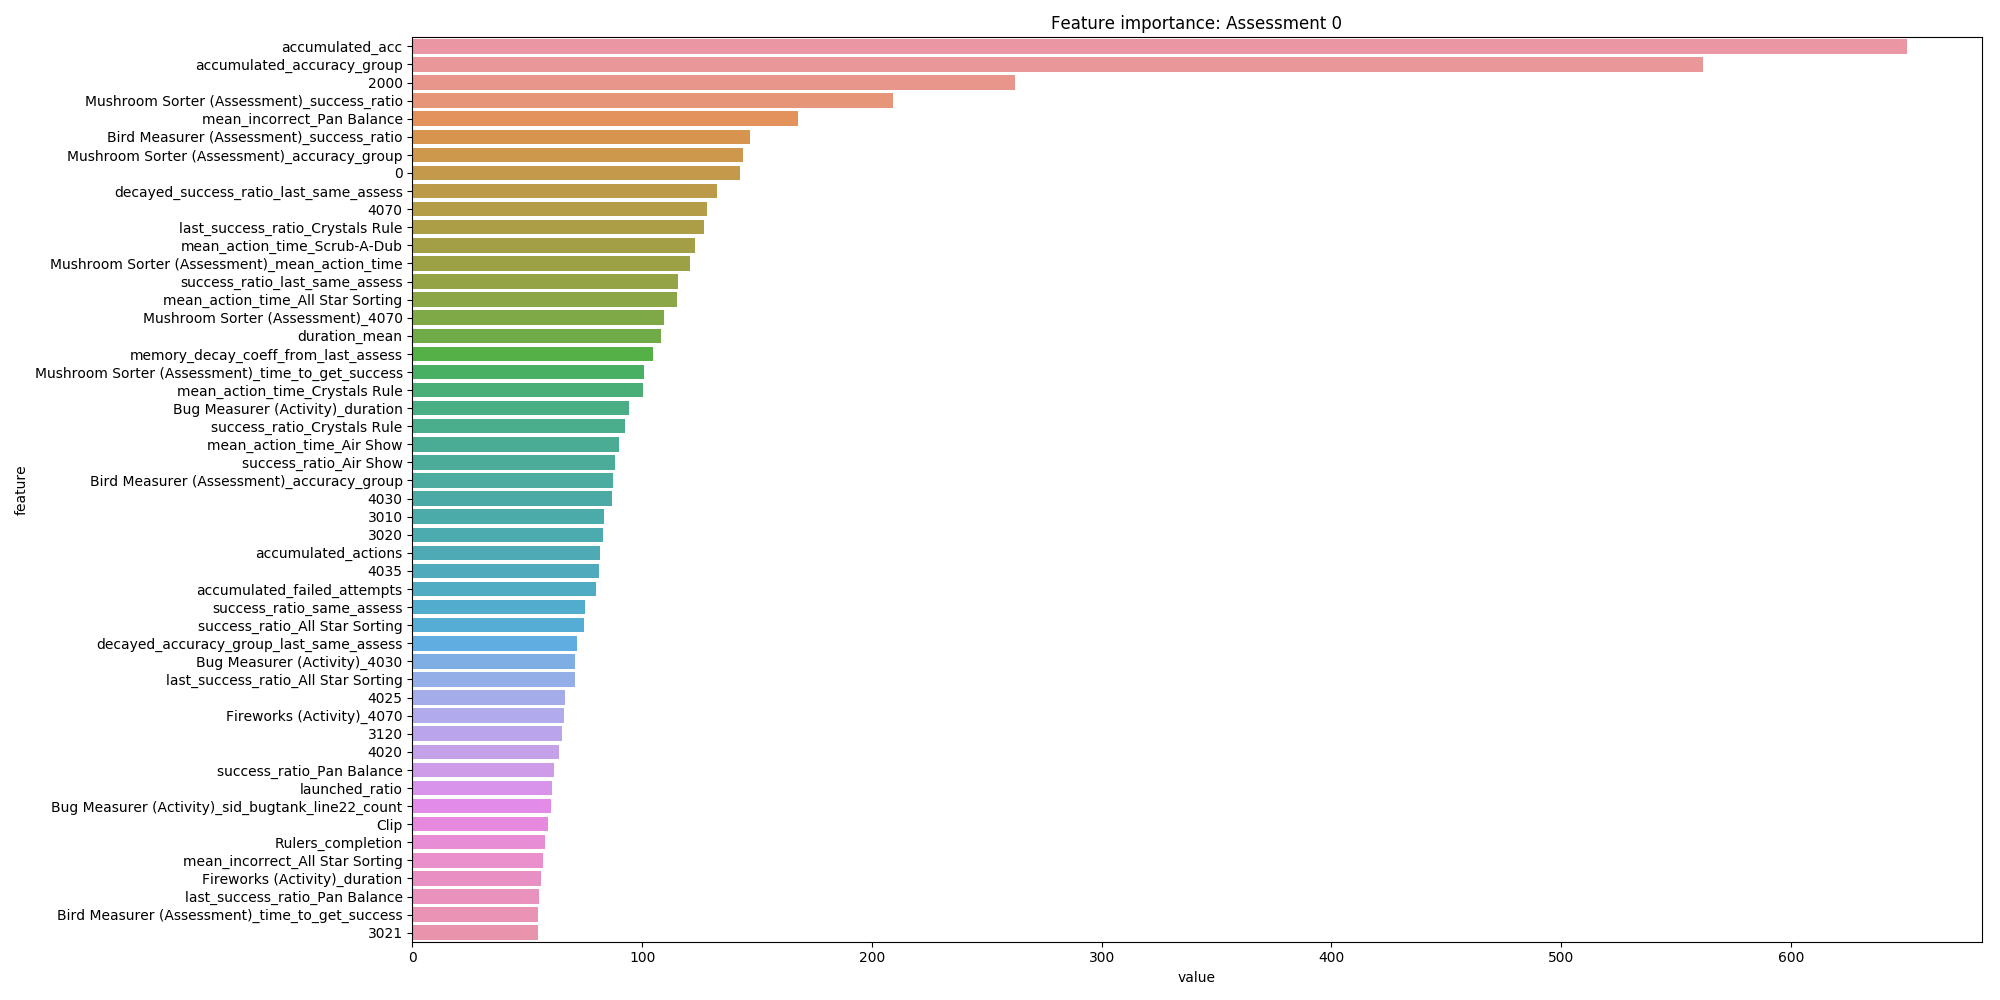 Feature importance: Assessment 0
accumulated_acc
accumulated_accuracy_group
2000
Mushroom Sorter (Assessment)_success_ratio
mean_incorrect_Pan Balance
Bird Measurer (Assessment)_success_ratio
Mushroom Sorter (Assessment)_accuracy_group
0
decayed_success_ratio_last_same_assess
4070
last_success_ratio_Crystals Rule
mean_action_time_Scrub-A-Dub
Mushroom Sorter (Assessment)_mean_action_time
success_ratio_last_same_assess
mean_action_time_All Star Sorting
Mushroom Sorter (Assessment)_4070
duration_mean
memory_decay_coeff_from_last_assess
Mushroom Sorter (Assessment)_time_to_get_success
mean_action_time_Crystals Rule
Bug Measurer (Activity)_duration
success_ratio_Crystals Rule
mean_action_time_Air Show
success_ratio_Air Show
Bird Measurer (Assessment)_accuracy_group
4030
3010
3020
accumulated_actions
4035
accumulated_failed_attempts
success_ratio_same_assess
success_ratio_All Star Sorting
decayed_accuracy_group_last_same_assess
Bug Measurer (Activity)_4030
last_success_ratio_All Star Sorting
4025
Fireworks (Activity)_4070
3120
4020
success_ratio_Pan Balance
launched_ratio
Bug Measurer (Activity)_sid_bugtank_line22_count
Clip
Rulers_completion
mean_incorrect_All Star Sorting
Fireworks (Activity)_duration
last_success_ratio_Pan Balance
Bird Measurer (Assessment)_time_to_get_success
3021
feature
0 100 200 300 400 500 600
value